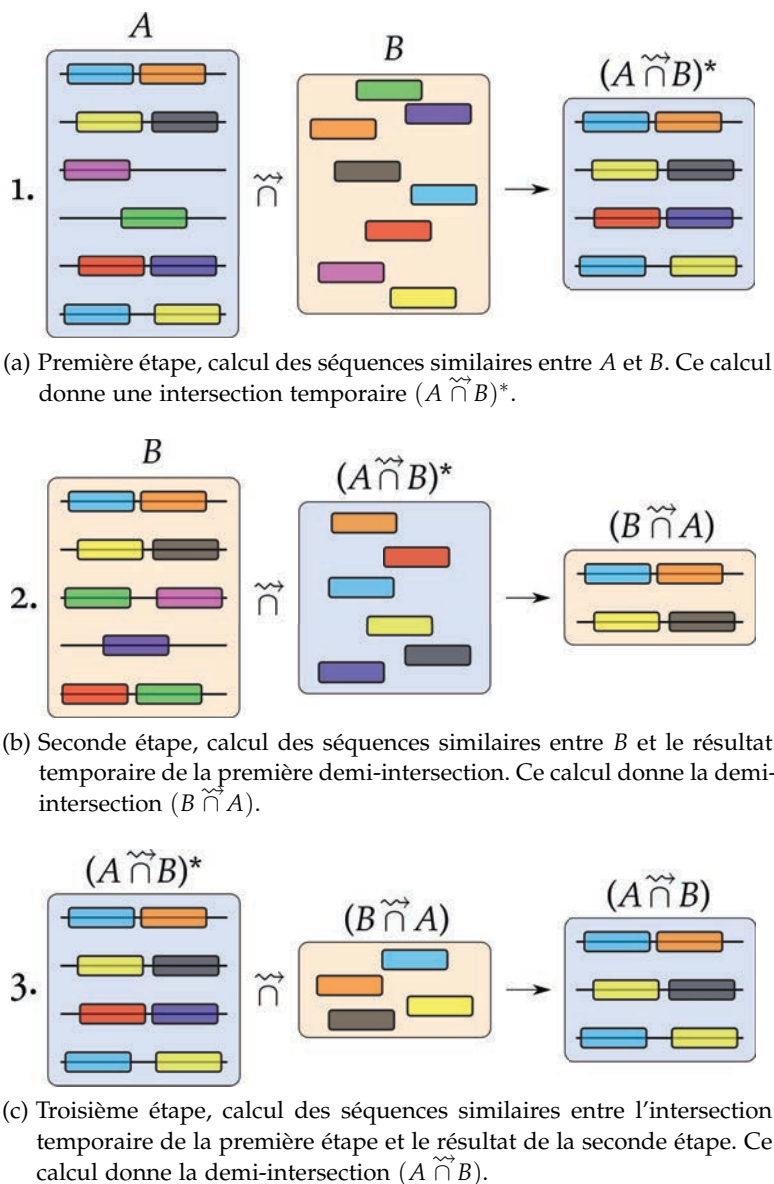 A
B
(A ∩⃝ B)*
1.
∩
→
(a) Première étape, calcul des séquences similaires entre A et B. Ce calcul
donne une intersection temporaire (A ∩ B)*.
B
(A ∩ B)*
(B ∩ A)
2.
∩
→
(b) Seconde étape, calcul des séquences similaires entre B et le résultat
temporaire de la première demi-intersection. Ce calcul donne la demi-
intersection (B ∩ A).
(A ∩ B)*
(B ∩ A)
(A ∩ B)
3.
∩
→
(c) Troisième étape, calcul des séquences similaires entre l'intersection
temporaire de la première étape et le résultat de la seconde étape. Ce
calcul donne la demi-intersection (A ∩ B).